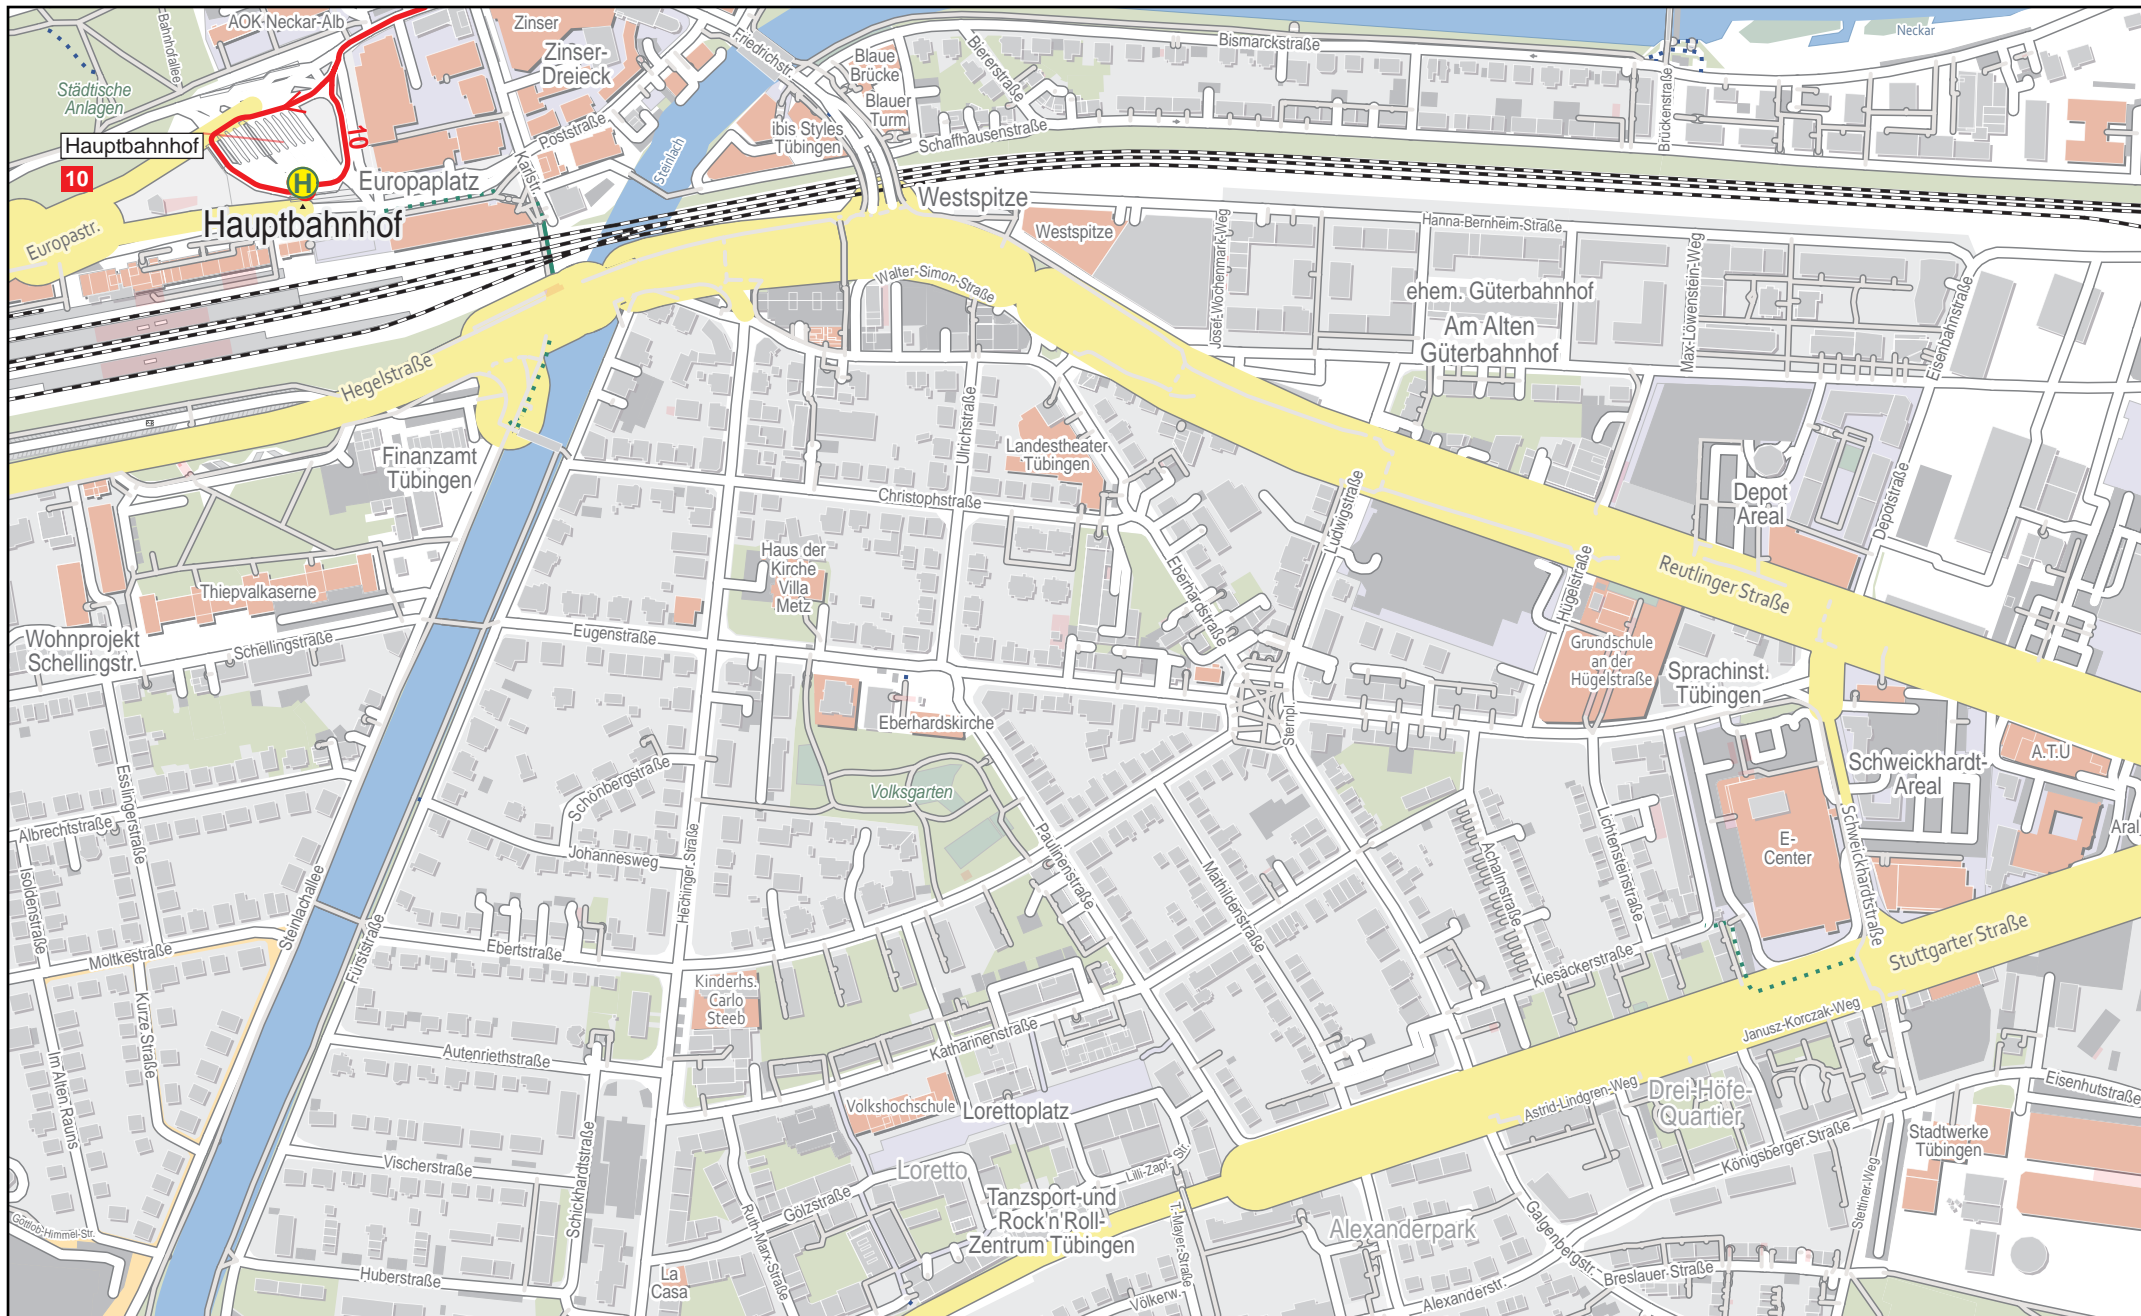 AOK Neckar-Alb
Bahnhofallee
Zinser
Zinser-
Dreieck
Friedrichstr.
Blaue
Brücke
Blauer
Turm
Biererstraße
Bismarckstraße
Brückenstraße
Neckar
Städtische
Anlagen
Hauptbahnhof
10
10
H
Hauptbahnhof
Europaplatz
Europastr.
Poststraße
Karlstr.
Steinlach
ibis Styles
Tübingen
Schaffhausenstraße
Westspitze
Westspitze
Walter-Simon-Straße
Josef-Wochenmark-Weg
Hanna-Bernheim-Straße
Max-Löwenstein-Weg
Eisenbahnstraße
ehem. Güterbahnhof
Am Alten
Güterbahnhof
Hegelstraße
Finanzamt
Tübingen
Ulrichstraße
Landestheater
Tübingen
Christophstraße
Ludwigstraße
Depot
Areal
Depotstraße
Thiepvalkaserne
Haus der
Kirche
Villa
Metz
Eberhardstraße
Hügelstraße
Reutlinger Straße
Wohnprojekt
Schellingstr.
Schellingstraße
Eugenstraße
Grundschule
an der
Hügelstraße
Sprachinst.
Tübingen
Eberhardskirche
Sternpl.
Schweickhardt-
Areal
A.T.U
Esslingerstraße
Schönbergstraße
Volksgarten
Albrechtstraße
Isoldenstraße
Johannesweg
Hechinger Straße
Paulinenstraße
Mathildenstraße
Achalmstraße
Lichtensteinstraße
E-
Center
Schweickhardtstraße
Aral
Moltkestraße
Steinlachallee
Fürststraße
Ebertstraße
Kiesäckerstraße
Stuttgarter Straße
Kurze Straße
Im Alten Rauns
Kinderhs.
Carlo
Steeb
Katharinenstraße
Janusz-Korczak-Weg
Autenriethstraße
Volkshochschule
Lorettoplatz
Astrid-Lindgren-Weg
Drei-Höfe-
Quartier
Eisenhutstraße
Königsberger Straße
Stadtwerke
Tübingen
Vischerstraße
Schickhardtstraße
Loretto
Lilli-Zapf-Str.
Gölzstraße
Ruth-Marx-Straße
Tanzsport-und
Rock'n'Roll-
Zentrum Tübingen
T.-Mayer-Straße
Alexanderpark
Galgenbergstr.
Stettiner-Weg
Gottlob-Himmel-Str.
Huberstraße
La
Casa
Völkerw.
Alexanderstr.
Breslauer Straße